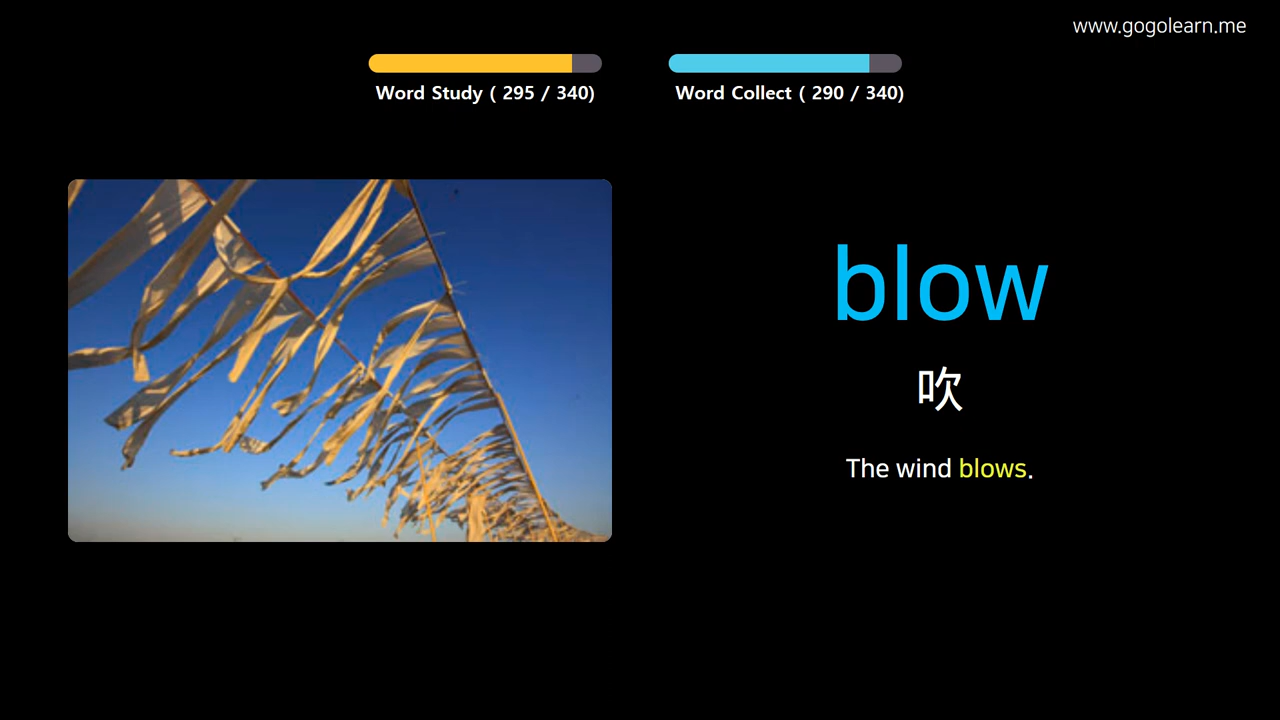 www.gogolearn.me
Word Study ( 295 / 340)
Word Collect ( 290 / 340)
blow
吹
The wind blows.